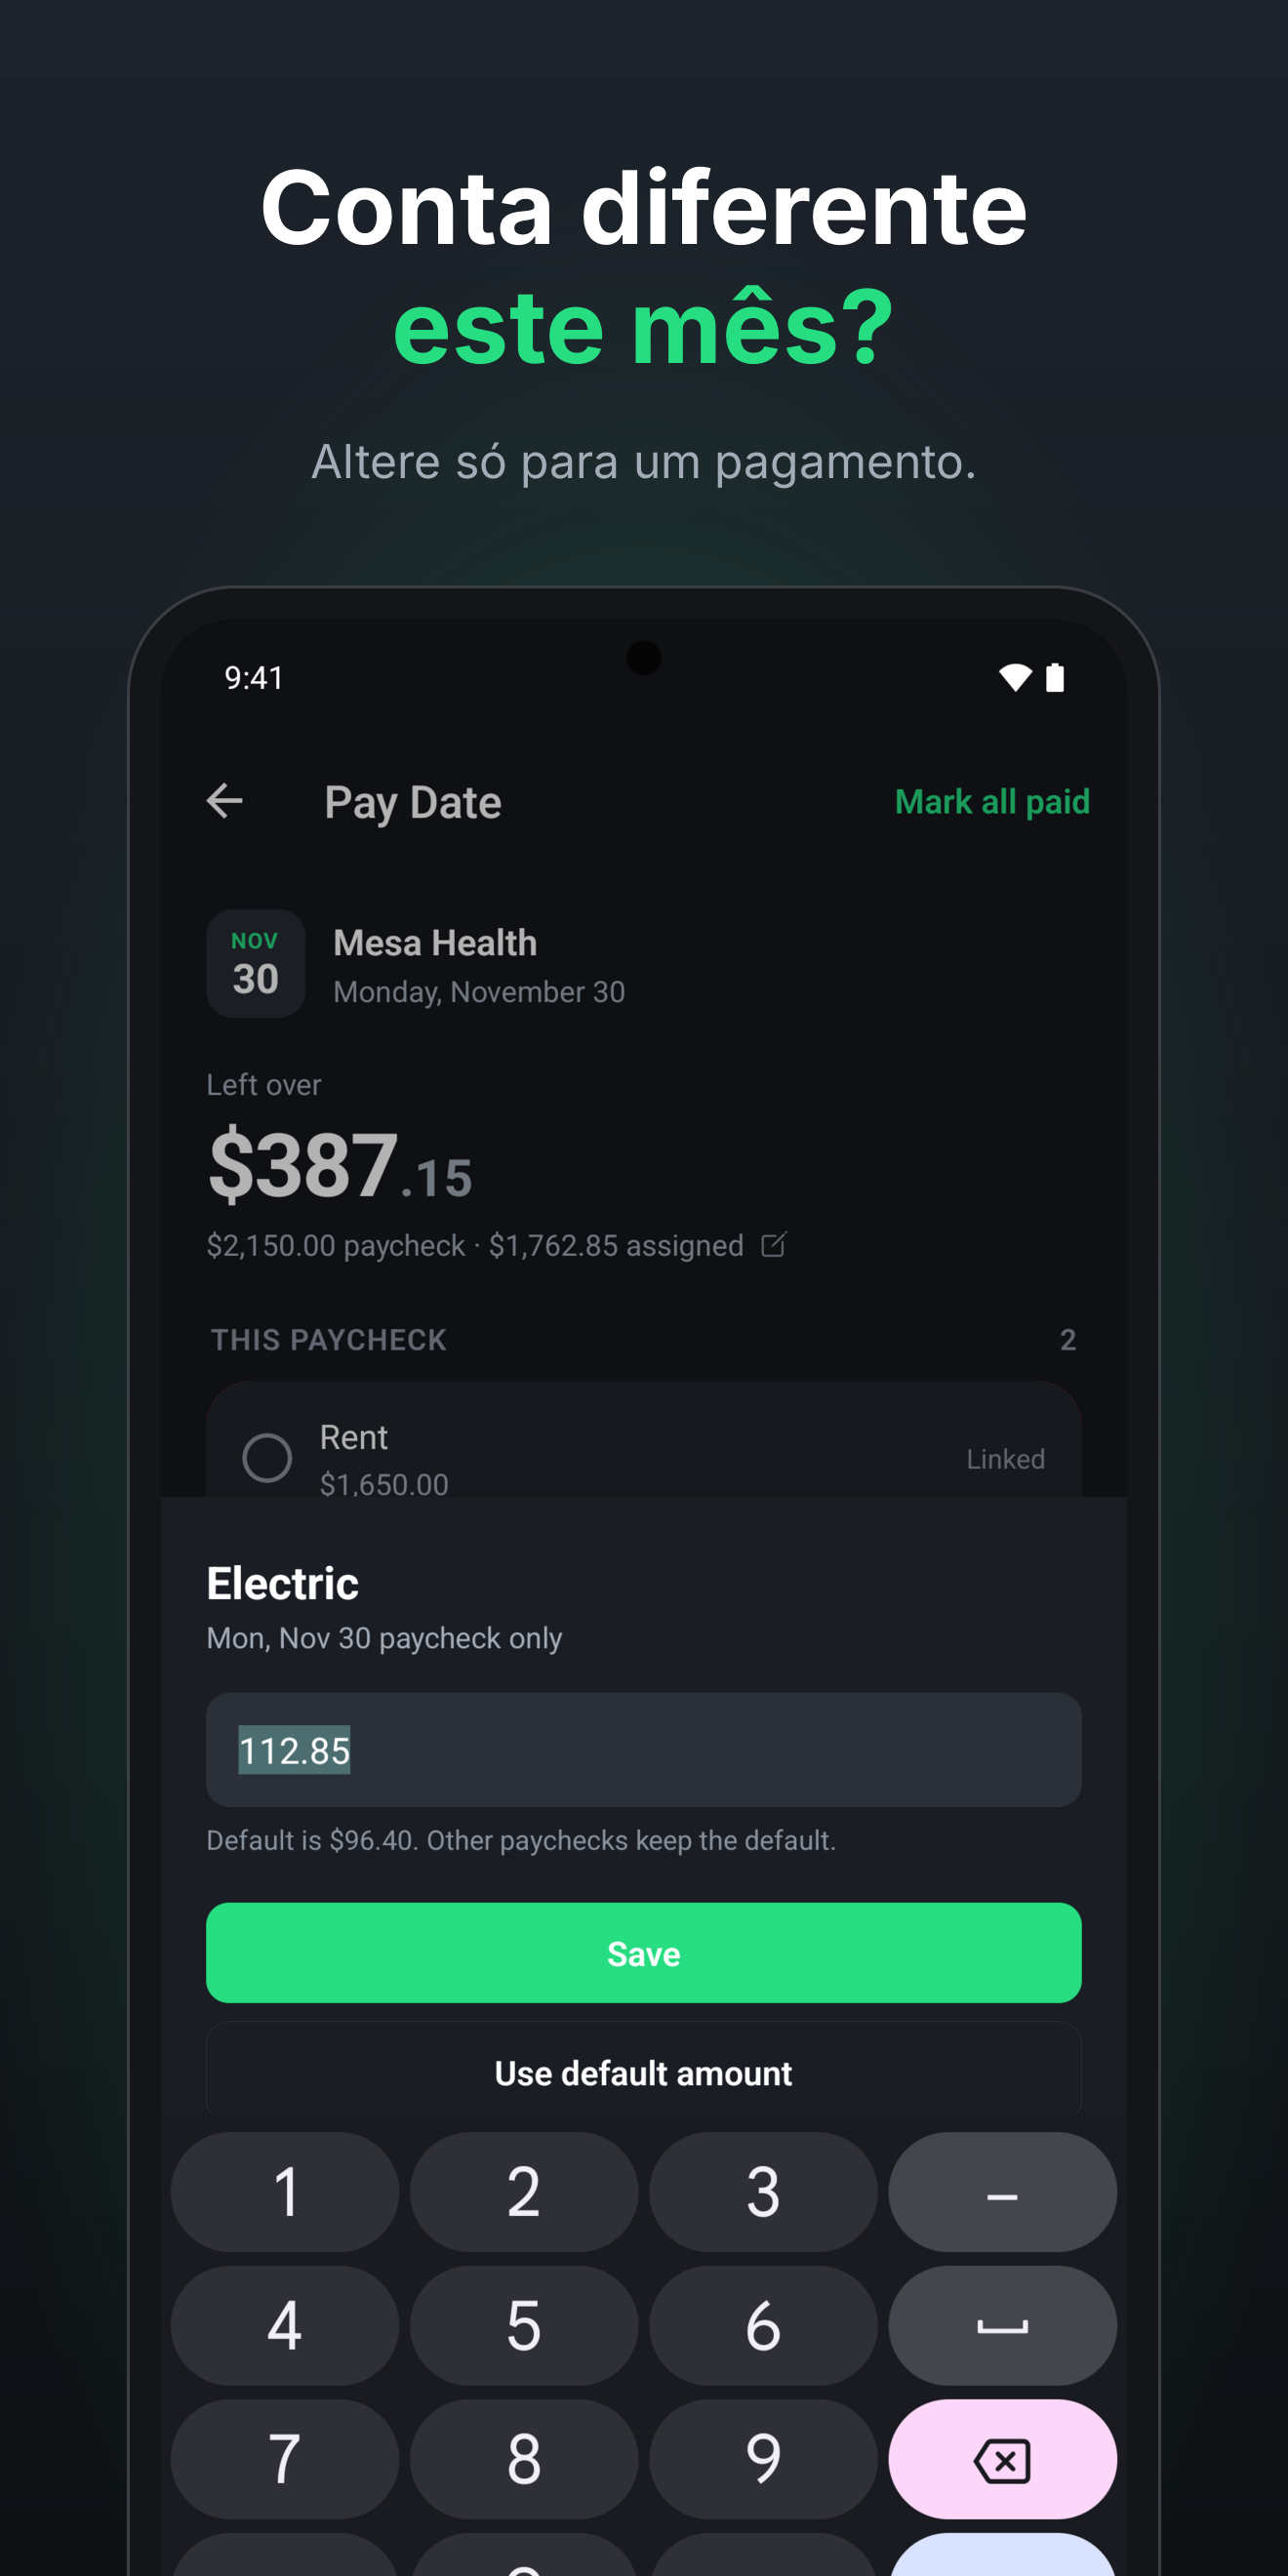 Conta diferente
este mês?
Altere só para um pagamento.
9:41
Pay Date
Mark all paid
NOV
30
Mesa Health
Monday, November 30
Left over
$387.15
$2,150.00 paycheck · $1,762.85 assigned
THIS PAYCHECK
2
Rent
$1,650.00
Linked
Electric
Mon, Nov 30 paycheck only
112.85
Default is $96.40. Other paychecks keep the default.
Save
Use default amount
1 2 3 –
4 5 6
7 8 9